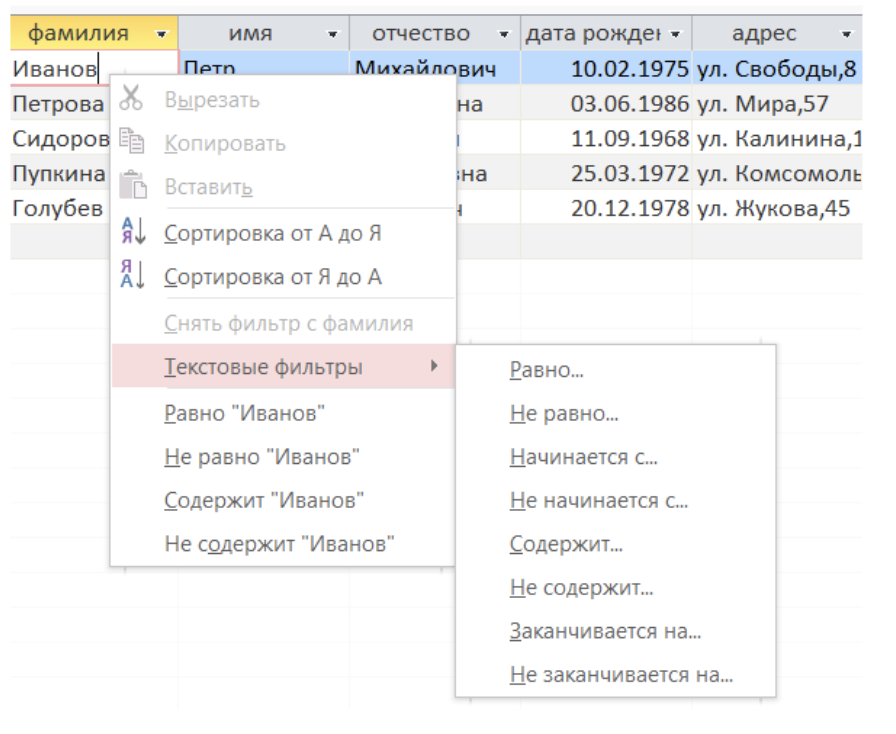 фамилия имя отчество дата рожден адрес
Иванов Петр Михайлович 10.02.1975 ул. Свободы,8
Петрова на 03.06.1986 ул. Мира,57
Сидоров 11.09.1968 ул. Калинина,1
Пупкина вна 25.03.1972 ул. Комсомоль
Голубев ч 20.12.1978 ул. Жукова,45
Вырезать
Копировать
Вставить
Сортировка от А до Я
Сортировка от Я до А
Снять фильтр с фамилия
Текстовые фильтры
Равно "Иванов"
Не равно "Иванов"
Содержит "Иванов"
Не содержит "Иванов"
Равно...
Не равно...
Начинается с...
Не начинается с...
Содержит...
Не содержит...
Заканчивается на...
Не заканчивается на...